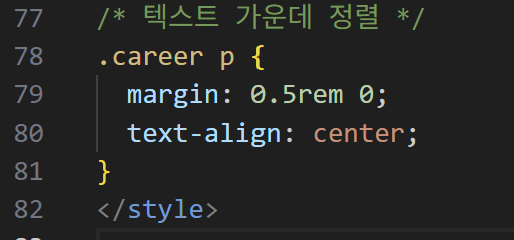 77 /* 텍스트 가운데 정렬 */
78 .career p {
79 margin: 0.5rem 0;
80 text-align: center;
81 }
82 </style>